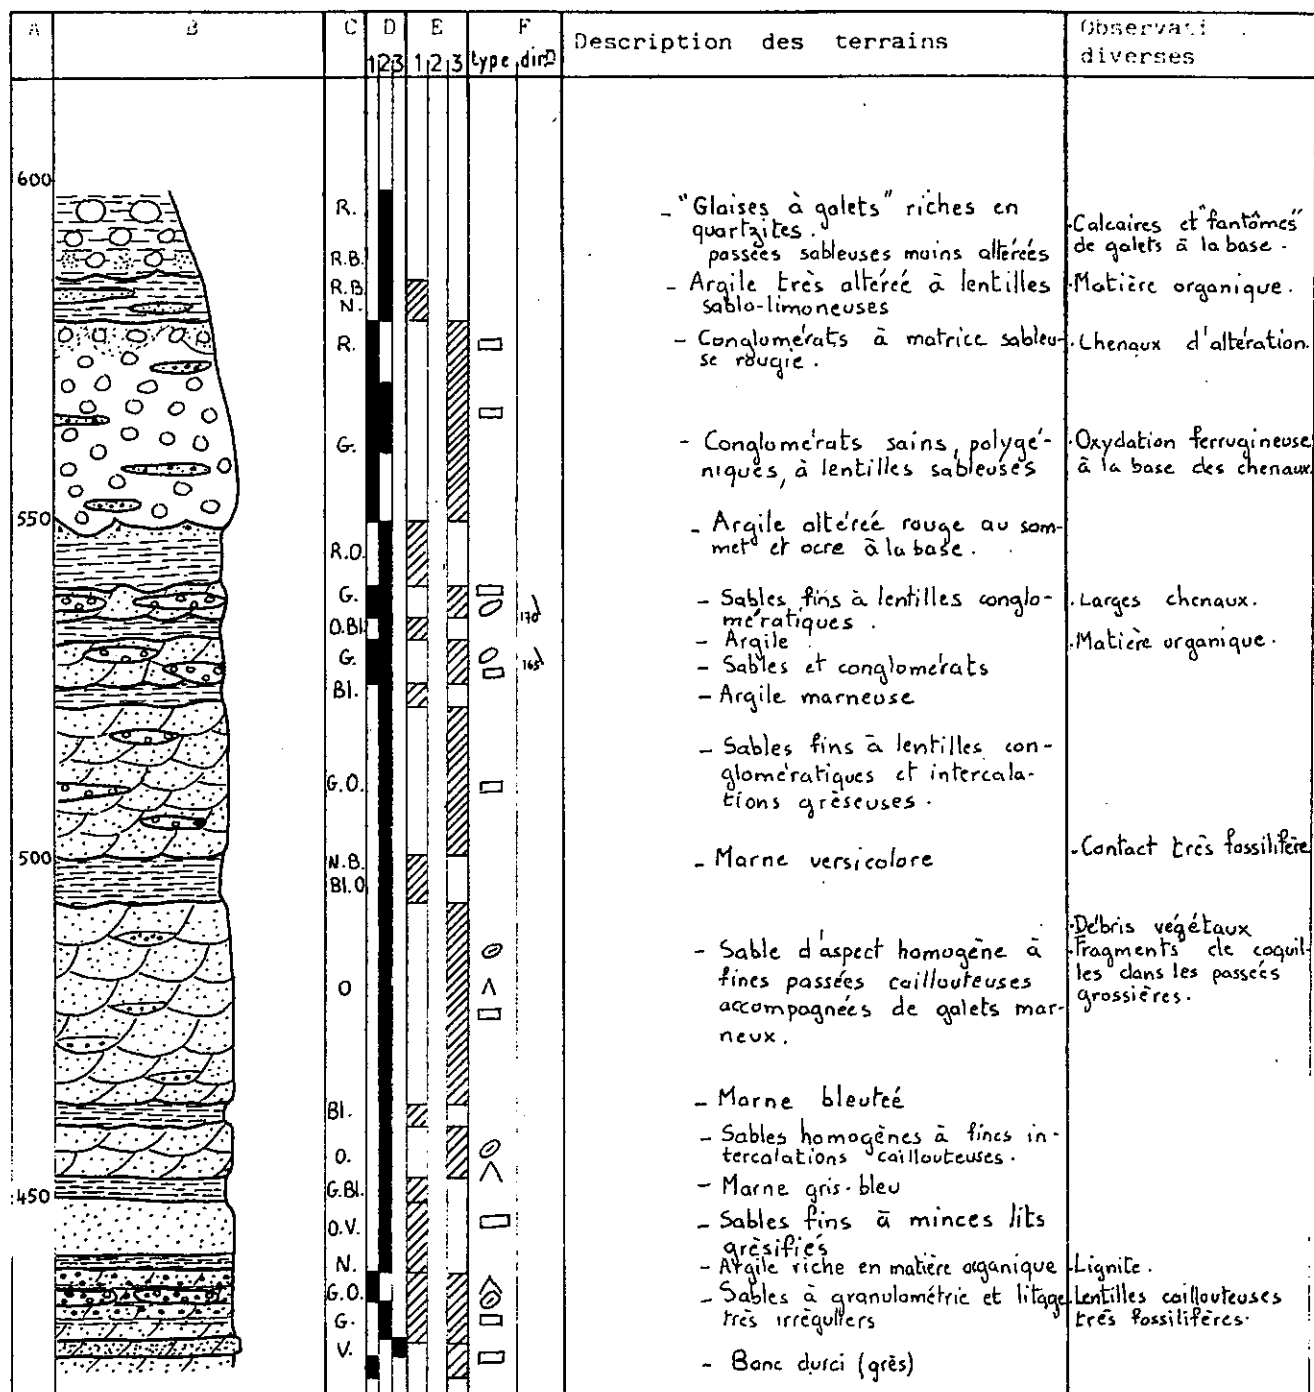 A B C D E F Description des terrains
diverses
1 2 3 1 2 3 type dir
600
R.
R.B.
R.B.
N.
R.
G.
550
R.O.
G.
O.Bl
G.
Bl.
G.O.
500
N.B.
Bl.O
O
Bl.
O.
450
G.Bl.
O.V.
N.
G.O.
G.
V.
170
165
- "Glaises à galets" riches en
quartzites.
passées sableuses moins altérées
- Argile très altérée à lentilles
sablo-limoneuses
- Conglomérats à matrice sableu-
se rougie.
- Conglomérats sains, polygé-
niques, à lentilles sableuses
- Argile altérée rouge au som-
met et ocre à la base.
- Sables fins à lentilles conglo-
mératiques.
- Argile
- Sables et conglomérats
- Argile marneuse
- Sables fins à lentilles con-
glomératiques et intercala-
tions gréseuses.
- Marne versicolore
- Sable d'aspect homogène à
fines passées caillouteuses
accompagnées de galets mar-
neux.
- Marne bleutée
- Sables homogènes à fines in-
tercalations caillouteuses.
- Marne gris-bleu
- Sables fins à minces lits
grésifiés
- Argile riche en matière organique
- Sables à granulométrie et litage
très irréguliers
- Banc durci (grès)
. Calcaires et "fantômes"
de galets à la base.
. Matière organique.
. Chenaux d'altération.
. Oxydation ferrugineuse
à la base des chenaux.
. Larges chenaux.
. Matière organique.
. Contact très fossilifère
. Débris végétaux
. Fragments de coquil-
les dans les passées
grossières.
. Lignite.
. Lentilles caillouteuses
très fossilifères.